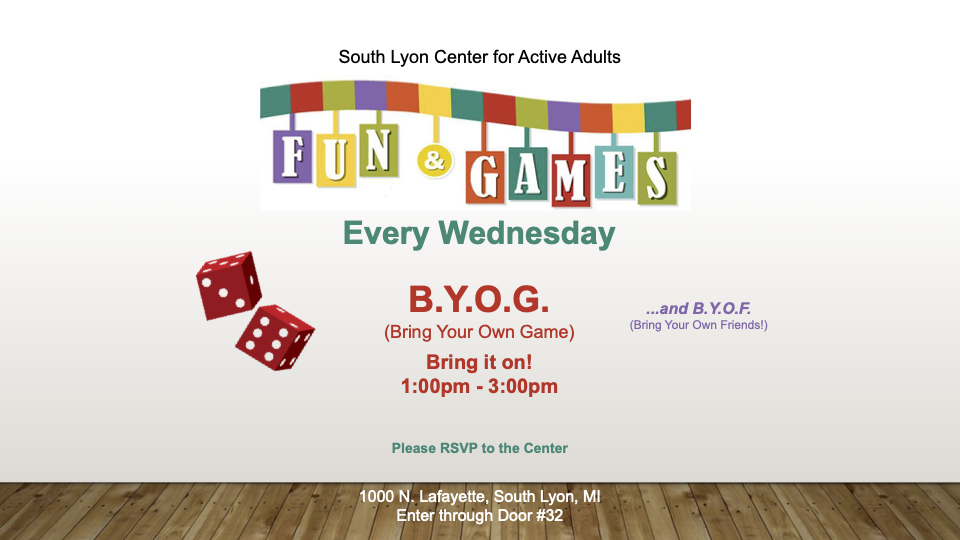 South Lyon Center for Active Adults
FUN & GAMES
Every Wednesday
B.Y.O.G.
(Bring Your Own Game)
...and B.Y.O.F.
(Bring Your Own Friends!)
Bring it on!
1:00pm - 3:00pm
Please RSVP to the Center
1000 N. Lafayette, South Lyon, MI
Enter through Door #32